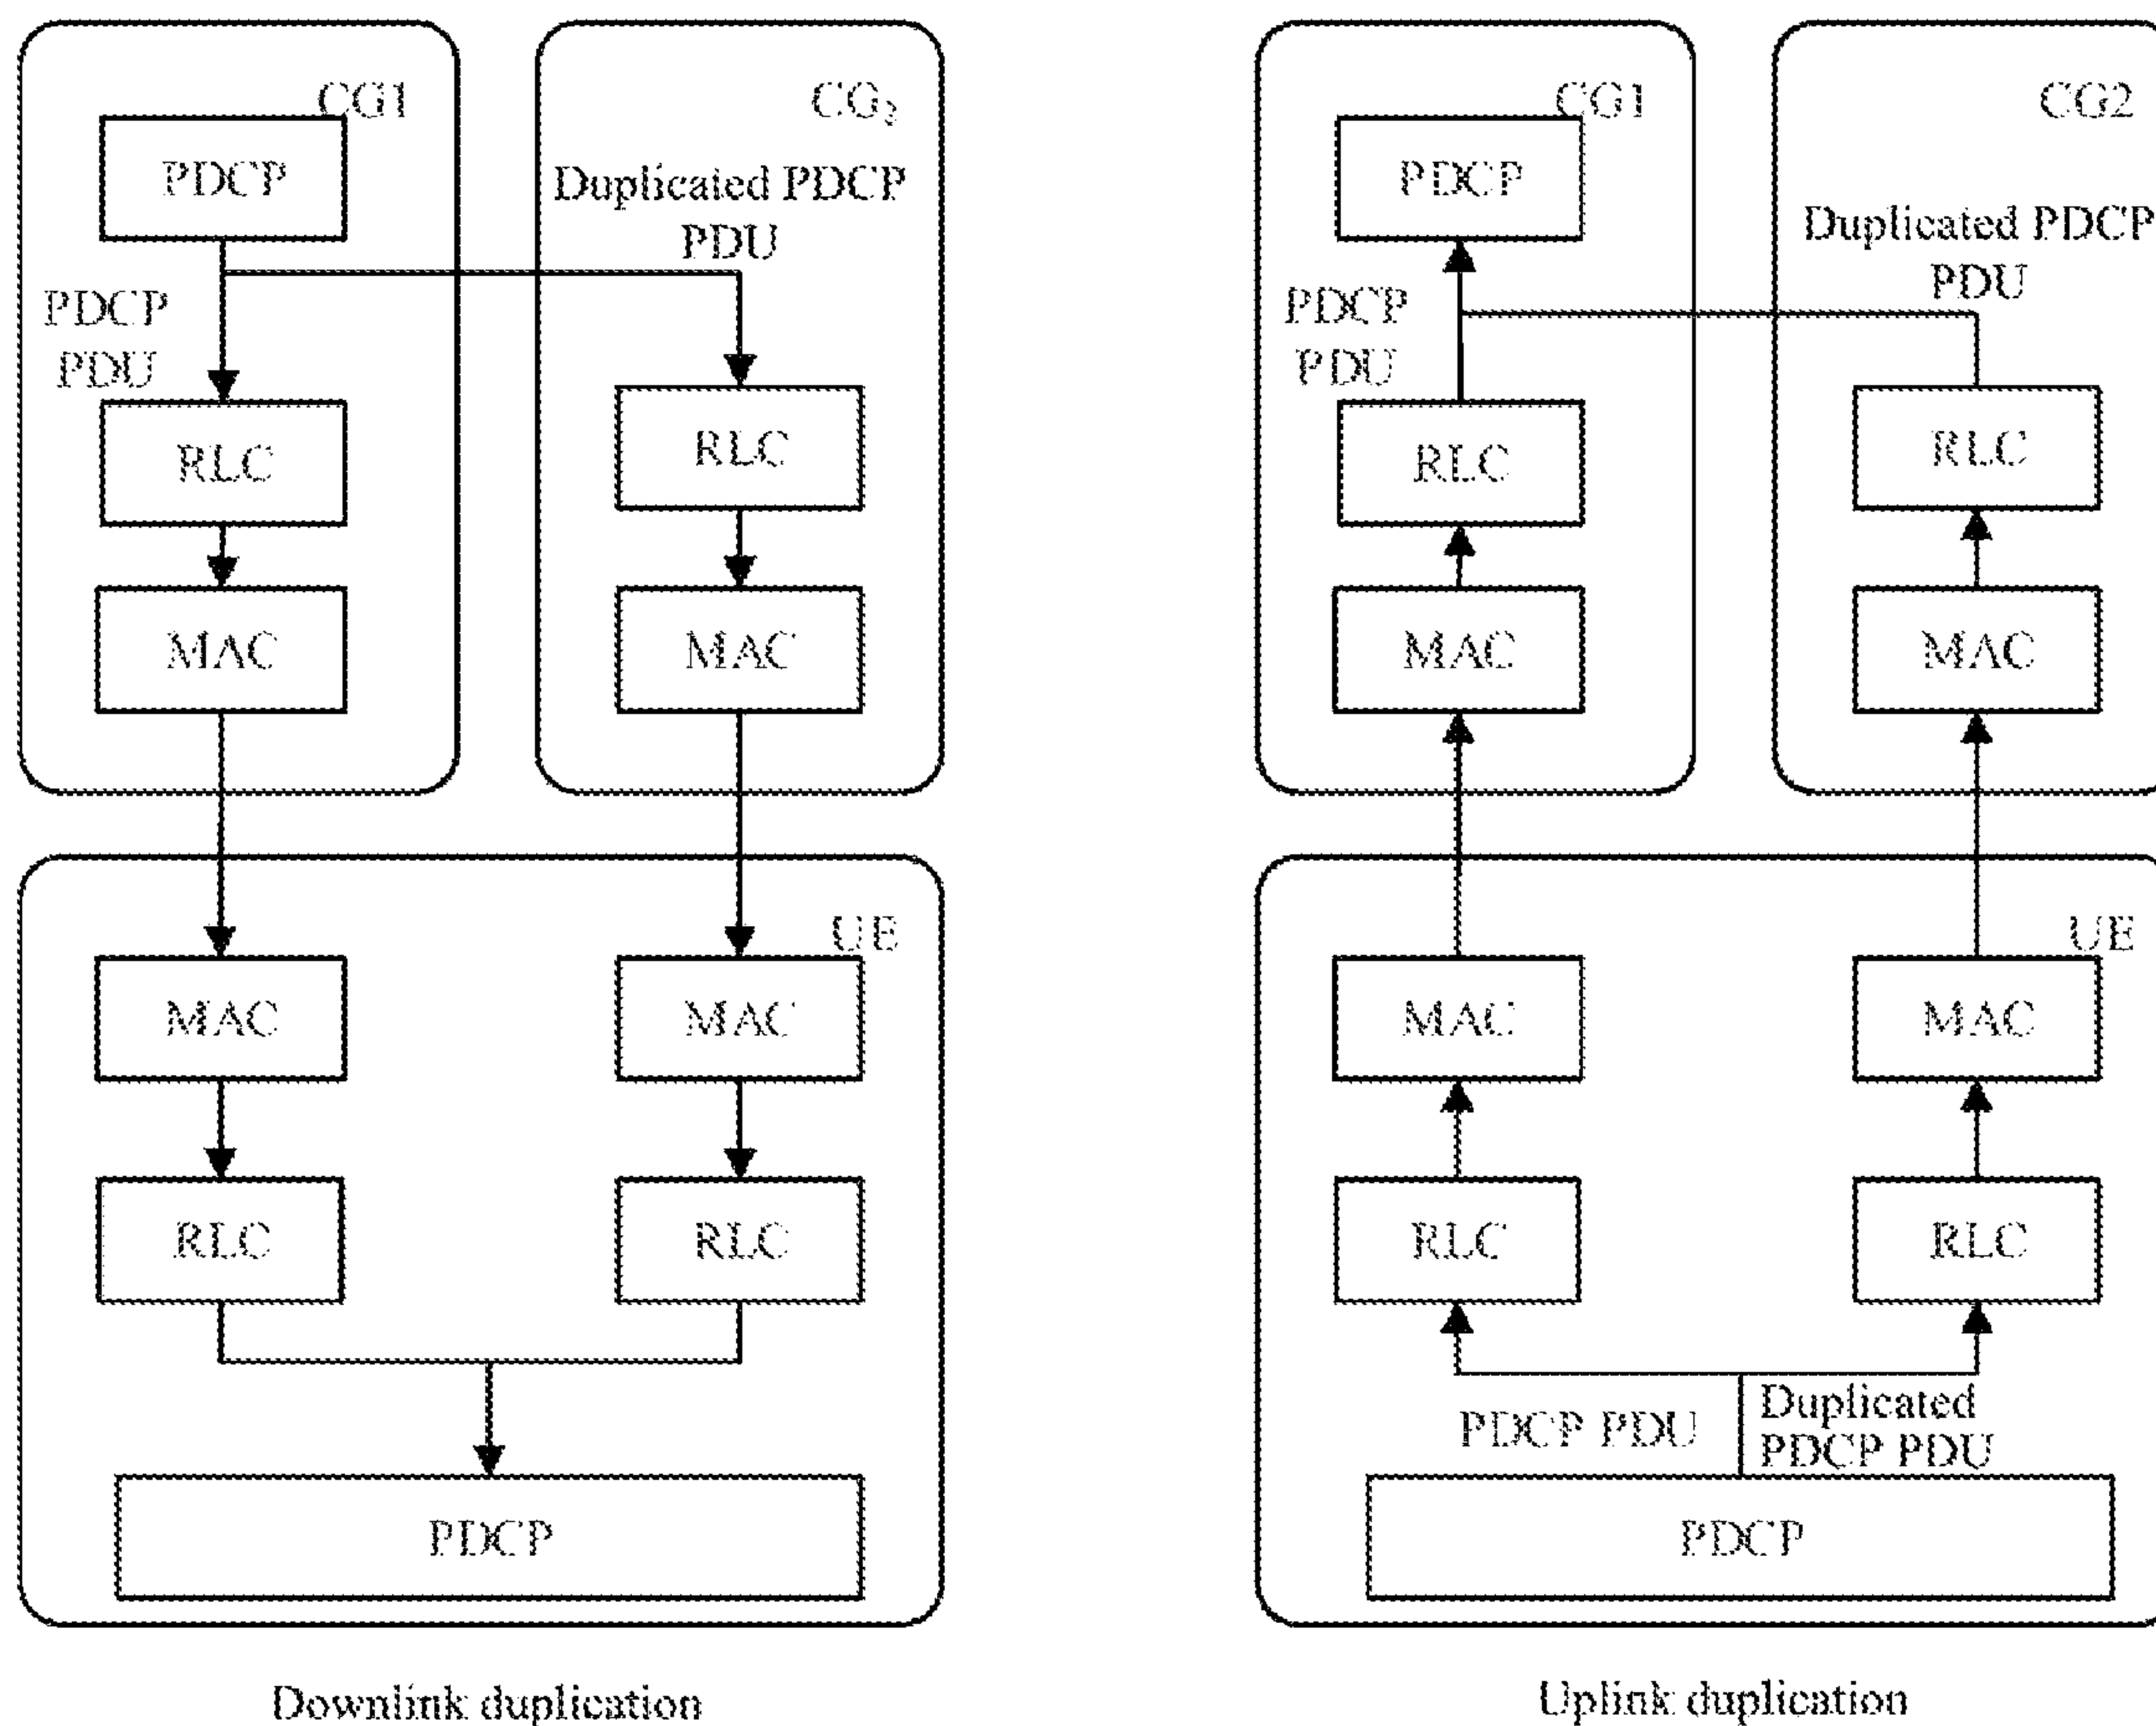 CG1
PDCP
PDCP
PDU
RLC
MAC
CG2
Duplicated PDCP
PDU
RLC
MAC
UE
MAC
MAC
RLC
RLC
PDCP
Downlink duplication
CG1
PDCP
PDCP
PDU
RLC
MAC
CG2
Duplicated PDCP
PDU
RLC
MAC
UE
MAC
MAC
RLC
RLC
PDCP PDU
Duplicated
PDCP PDU
PDCP
Uplink duplication